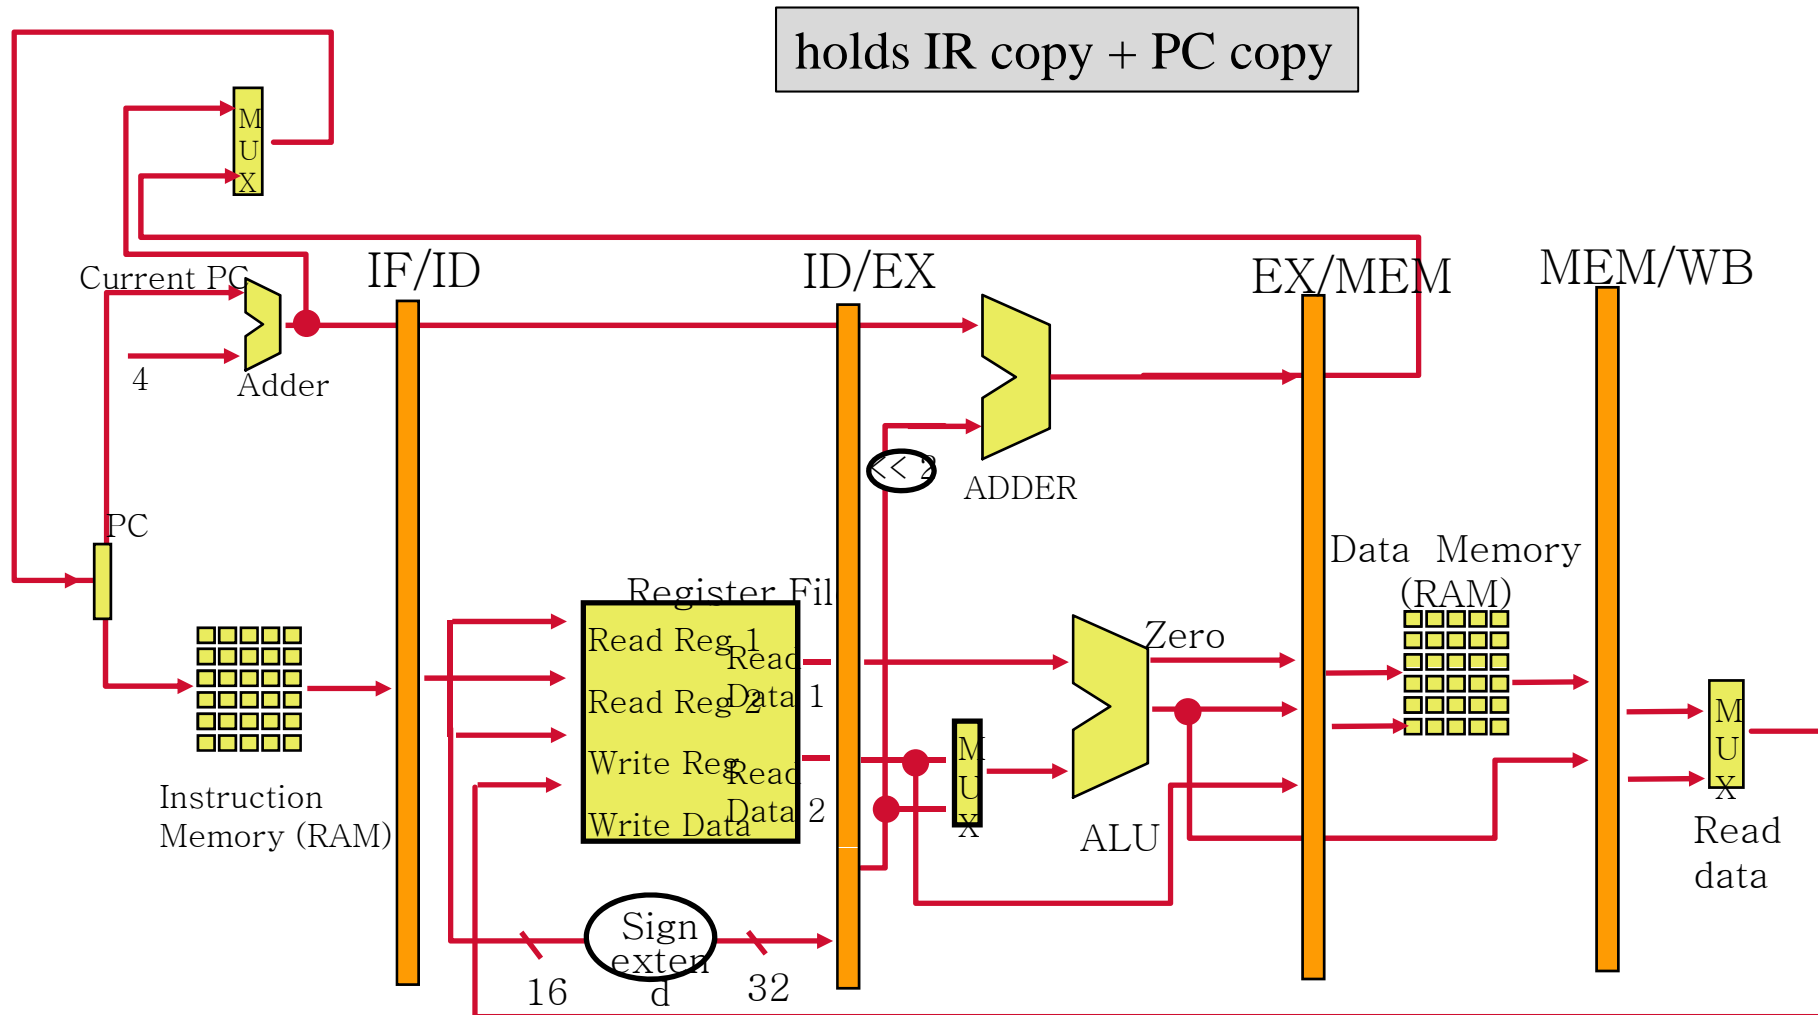 holds IR copy + PC copy
M
U
X
IF/ID
ID/EX
EX/MEM
MEM/WB
Current PC
4
Adder
<< 2
ADDER
PC
Data Memory
(RAM)
Register Fil
Read Reg 1
Read
Data 1
Read Reg 2
Write Reg
Read
Data 2
Write Data
Zero
M
U
X
M
U
X
Instruction
Memory (RAM)
ALU
Read
data
Sign
exten
d
16
32